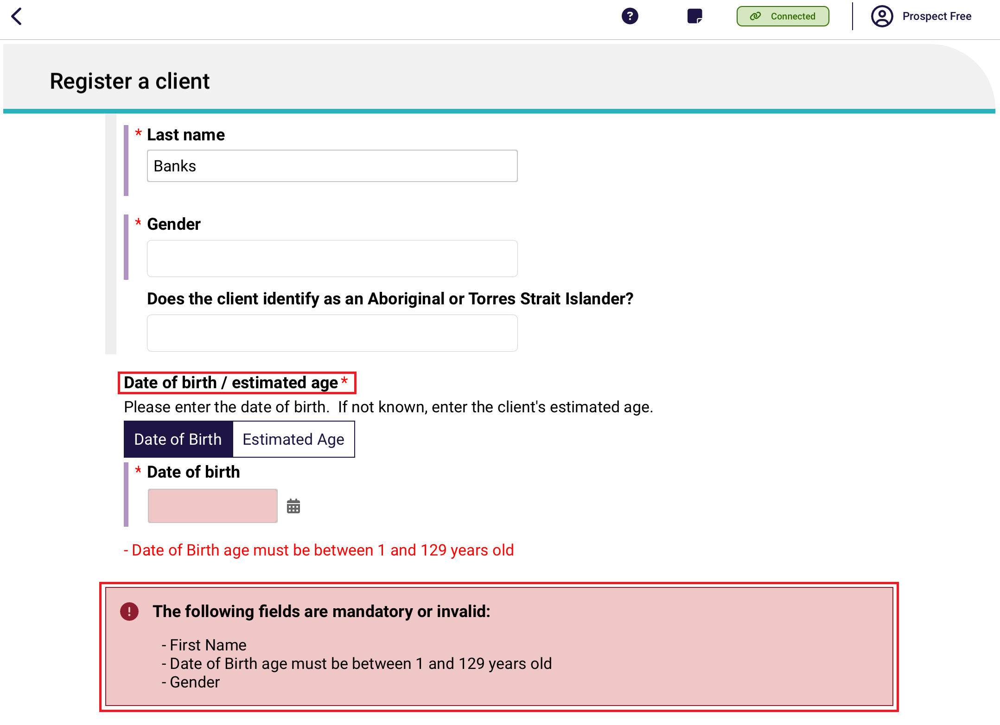 Connected
Prospect Free
Register a client
* Last name
Banks
* Gender
Does the client identify as an Aboriginal or Torres Strait Islander?
Date of birth / estimated age *
Please enter the date of birth.  If not known, enter the client's estimated age.
Date of Birth Estimated Age
* Date of birth
- Date of Birth age must be between 1 and 129 years old
The following fields are mandatory or invalid:
- First Name
- Date of Birth age must be between 1 and 129 years old
- Gender